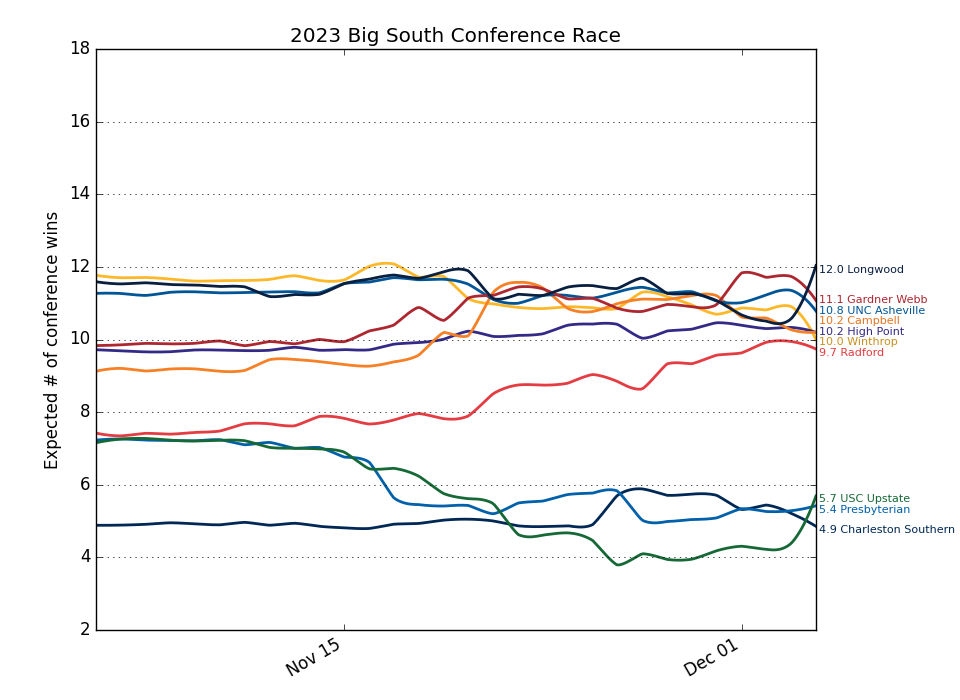 2023 Big South Conference Race
Expected # of conference wins
18
16
14
12
10
8
6
4
2
Nov 15
Dec 01
12.0 Longwood
11.1 Gardner Webb
10.8 UNC Asheville
10.2 Campbell
10.2 High Point
10.0 Winthrop
9.7 Radford
5.7 USC Upstate
5.4 Presbyterian
4.9 Charleston Southern